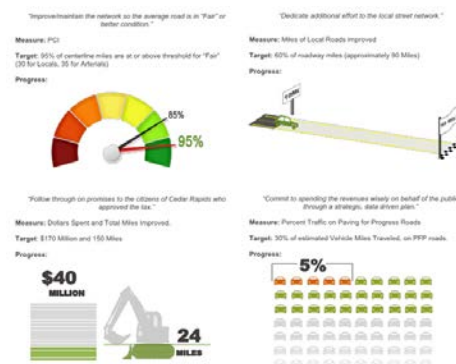 "Improve/maintain the network so the average road is in "Fair" or
better condition."
Measure: PCI
Target: 95% of centerline miles are at or above threshold for "Fair"
(30 for Locals, 35 for Arterials)
Progress:
85%
95%
"Dedicate additional effort to the local street network."
Measure: Miles of Local Roads Improved
Target: 60% of roadway miles (approximately 90 Miles)
Progress:
"Follow through on promises to the citizens of Cedar Rapids who
approved the tax."
Measure: Dollars Spent and Total Miles Improved.
Target: $170 Million and 150 Miles
Progress:
$40
MILLION
24
MILES
"Commit to spending the revenues wisely on behalf of the public
through a strategic, data driven plan."
Measure: Percent Traffic on Paving for Progress Roads
Target: 30% of estimated Vehicle Miles Traveled, on PFP roads.
Progress:
5%